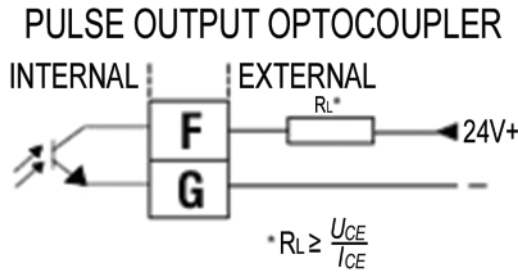 PULSE OUTPUT OPTOCOUPLER
INTERNAL EXTERNAL
RL*
F 24V+
G −
*RL ≥ UCE/ICE